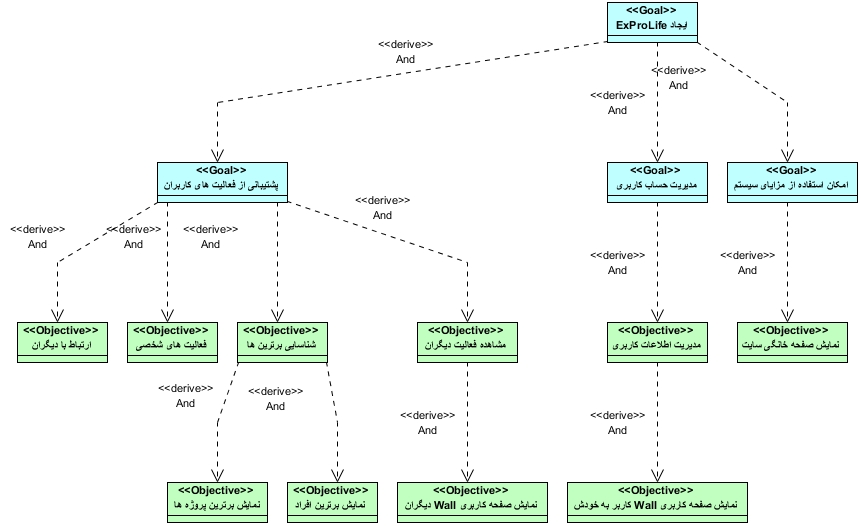 <<Goal>>
ایجاد ExProLife
<<derive>>
And
<<derive>>
And
<<derive>>
And
<<Goal>>
پشتیبانی از فعالیت های کاربران
<<Goal>>
مدیریت حساب کاربری
<<Goal>>
امکان استفاده از مزایای سیستم
<<derive>>
And
<<derive>>
And
<<derive>>
And
<<derive>>
And
<<derive>>
And
<<derive>>
And
<<Objective>>
ارتباط با دیگران
<<Objective>>
فعالیت های شخصی
<<Objective>>
شناسایی برترین ها
<<Objective>>
مشاهده فعالیت دیگران
<<Objective>>
مدیریت اطلاعات کاربری
<<Objective>>
نمایش صفحه خانگی سایت
<<derive>>
And
<<derive>>
And
<<derive>>
And
<<derive>>
And
<<Objective>>
نمایش برترین پروژه ها
<<Objective>>
نمایش برترین افراد
<<Objective>>
نمایش صفحه کاربری Wall دیگران
<<Objective>>
نمایش صفحه کاربری Wall کاربر به خودش